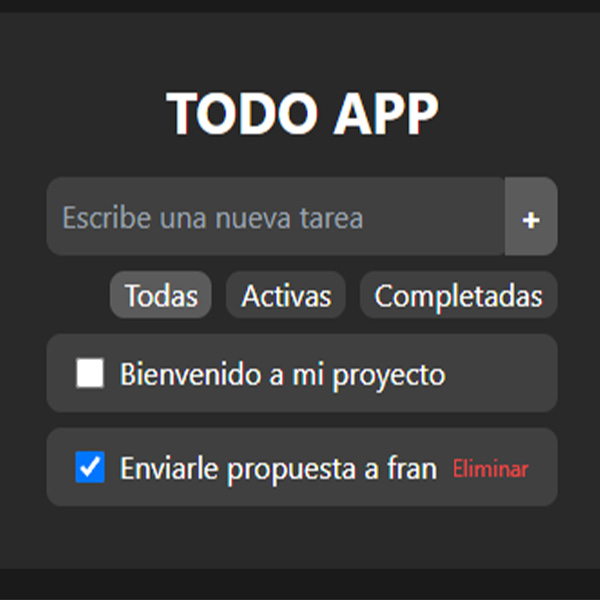 TODO APP
Escribe una nueva tarea +
Todas Activas Completadas
Bienvenido a mi proyecto
Enviarle propuesta a fran Eliminar